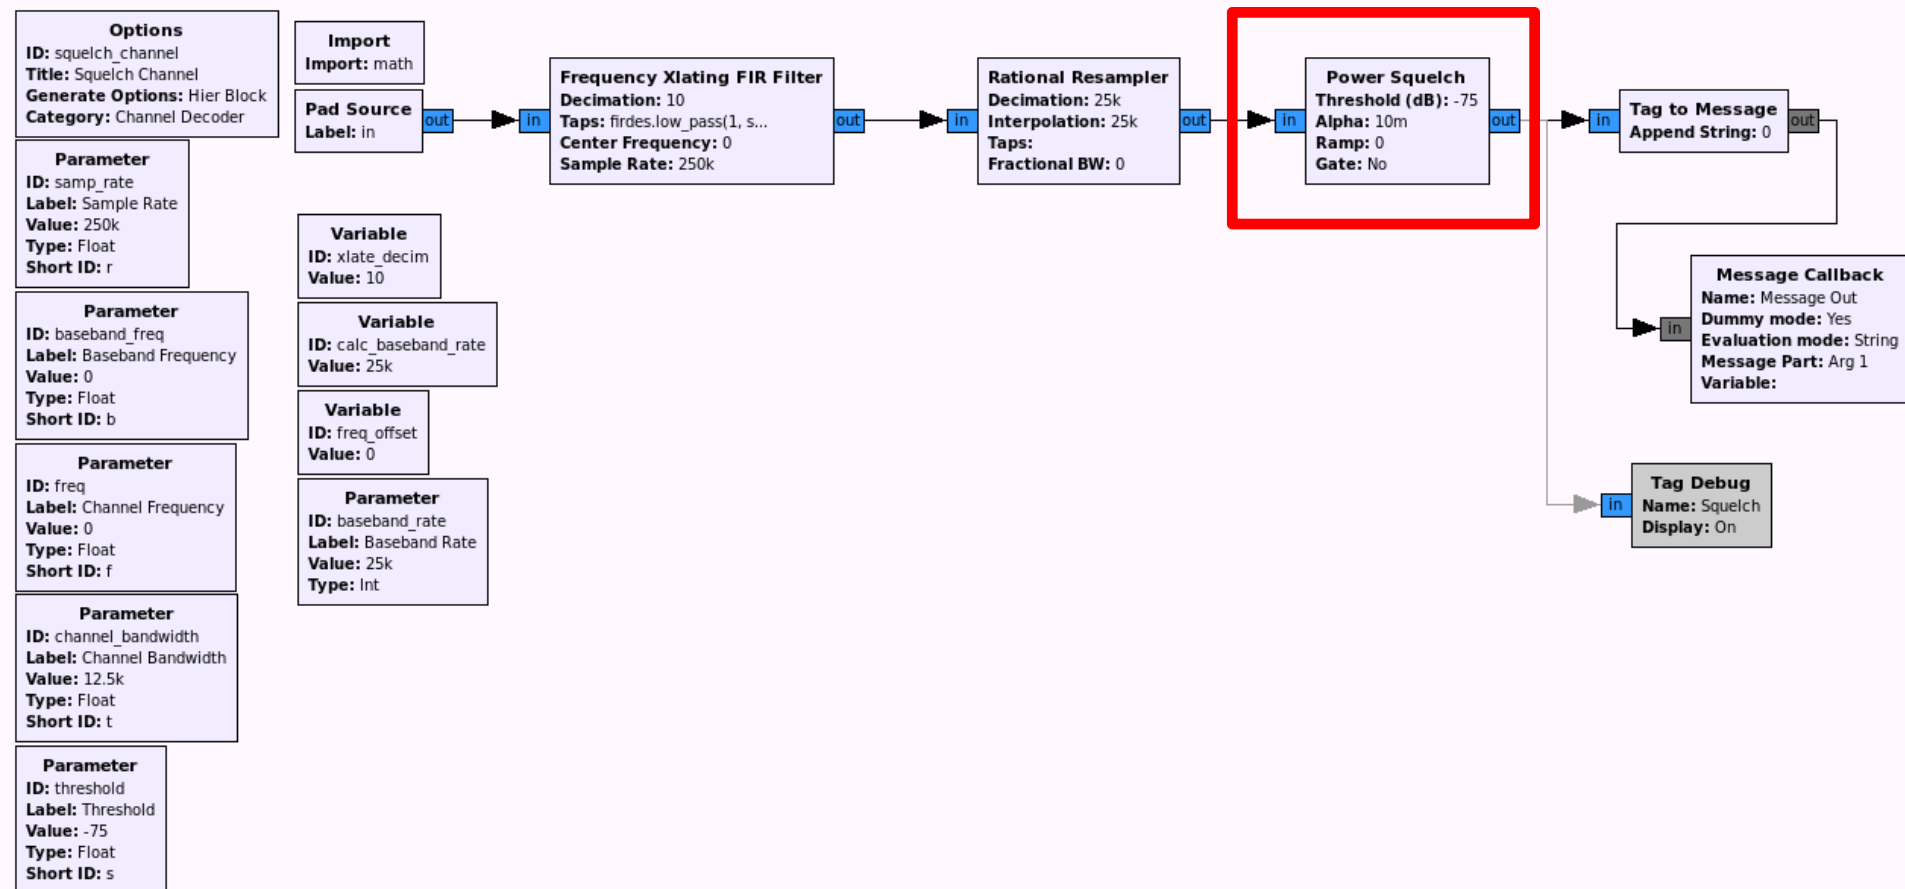 Options
ID: squelch_channel
Title: Squelch Channel
Generate Options: Hier Block
Category: Channel Decoder
Parameter
ID: samp_rate
Label: Sample Rate
Value: 250k
Type: Float
Short ID: r
Parameter
ID: baseband_freq
Label: Baseband Frequency
Value: 0
Type: Float
Short ID: b
Parameter
ID: freq
Label: Channel Frequency
Value: 0
Type: Float
Short ID: f
Parameter
ID: channel_bandwidth
Label: Channel Bandwidth
Value: 12.5k
Type: Float
Short ID: t
Parameter
ID: threshold
Label: Threshold
Value: -75
Type: Float
Short ID: s
Import
Import: math
Pad Source
Label: in
out
Variable
ID: xlate_decim
Value: 10
Variable
ID: calc_baseband_rate
Value: 25k
Variable
ID: freq_offset
Value: 0
Parameter
ID: baseband_rate
Label: Baseband Rate
Value: 25k
Type: Int
in
Frequency Xlating FIR Filter
Decimation: 10
Taps: firdes.low_pass(1, s...
Center Frequency: 0
Sample Rate: 250k
out
in
Rational Resampler
Decimation: 25k
Interpolation: 25k
Taps:
Fractional BW: 0
out
in
Power Squelch
Threshold (dB): -75
Alpha: 10m
Ramp: 0
Gate: No
out
in
Tag to Message
Append String: 0
out
in
Message Callback
Name: Message Out
Dummy mode: Yes
Evaluation mode: String
Message Part: Arg 1
Variable:
in
Tag Debug
Name: Squelch
Display: On